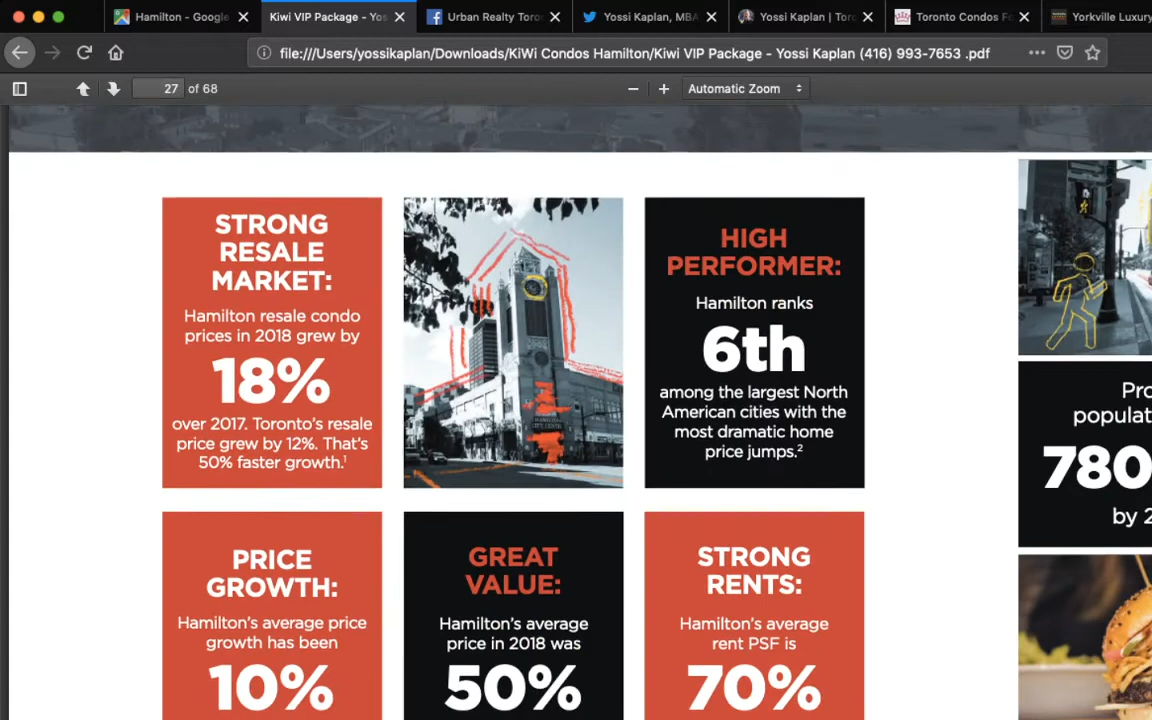 Hamilton - Google
Kiwi VIP Package - Yos
Urban Realty Toro
Yossi Kaplan, MBA
Yossi Kaplan | Toro
Toronto Condos Fo
Yorkville Luxury
file:///Users/yossikaplan/Downloads/KiWi Condos Hamilton/Kiwi VIP Package - Yossi Kaplan (416) 993-7653 .pdf
27 of 68
Automatic Zoom
STRONG
RESALE
MARKET:
Hamilton resale condo
prices in 2018 grew by
18%
over 2017. Toronto's resale
price grew by 12%. That's
50% faster growth.¹
HIGH
PERFORMER:
Hamilton ranks
6th
among the largest North
American cities with the
most dramatic home
price jumps.²
Pro
populat
780
by 2
PRICE
GROWTH:
Hamilton's average price
growth has been
10%
GREAT
VALUE:
Hamilton's average
price in 2018 was
50%
STRONG
RENTS:
Hamilton's average
rent PSF is
70%